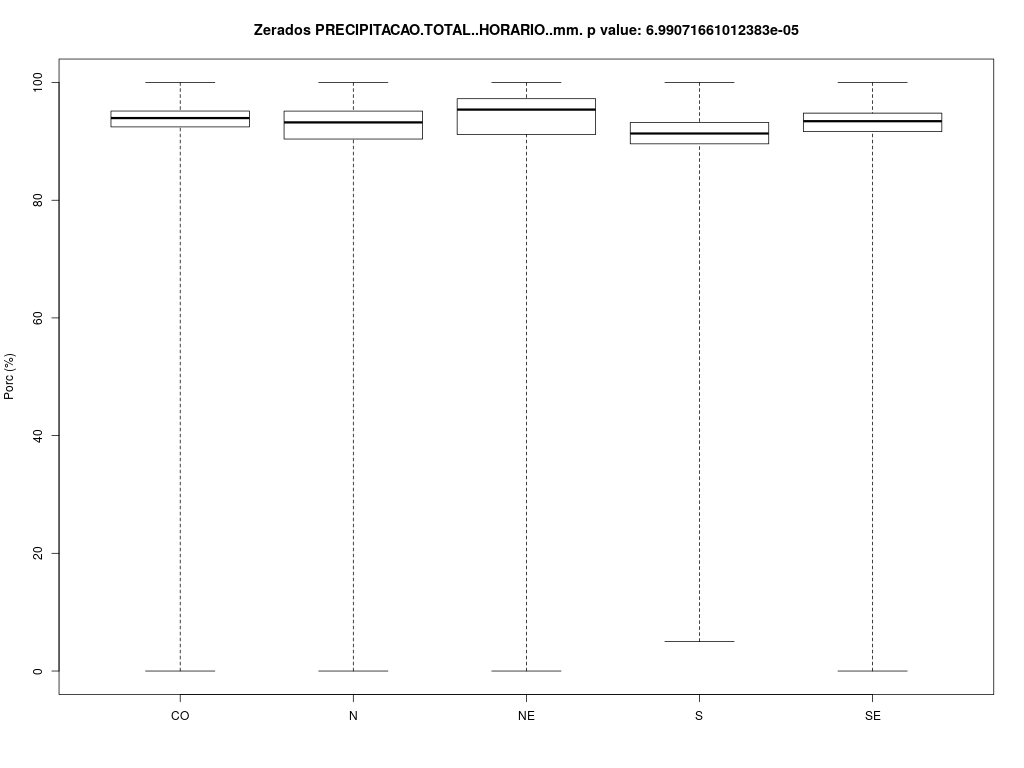 Zerados PRECIPITACAO.TOTAL..HORARIO..mm. p value: 6.99071661012383e-05
100
80
60
40
20
0
Porc (%)
CO N NE S SE